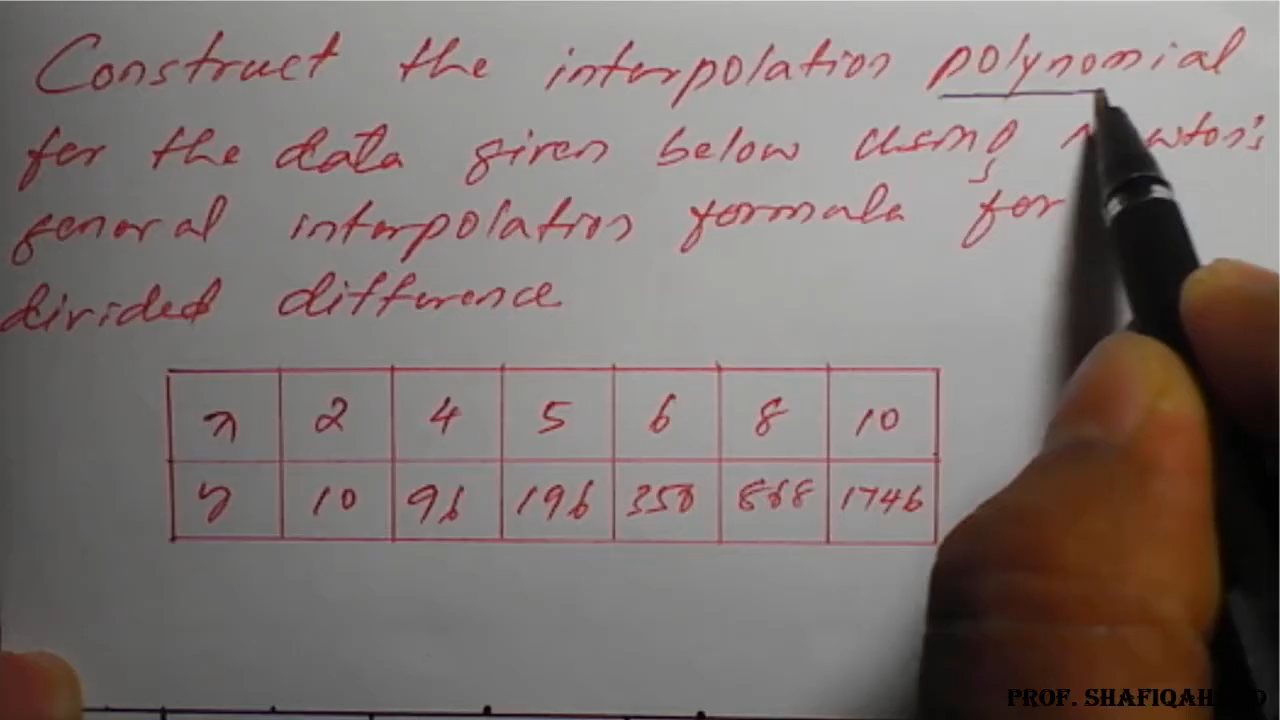 Construct the interpolation polynomial
for the data given below using Newton's
general interpolation formula for
divided difference
x 2 4 5 6 8 10
y 10 96 196 350 868 1746
PROF.